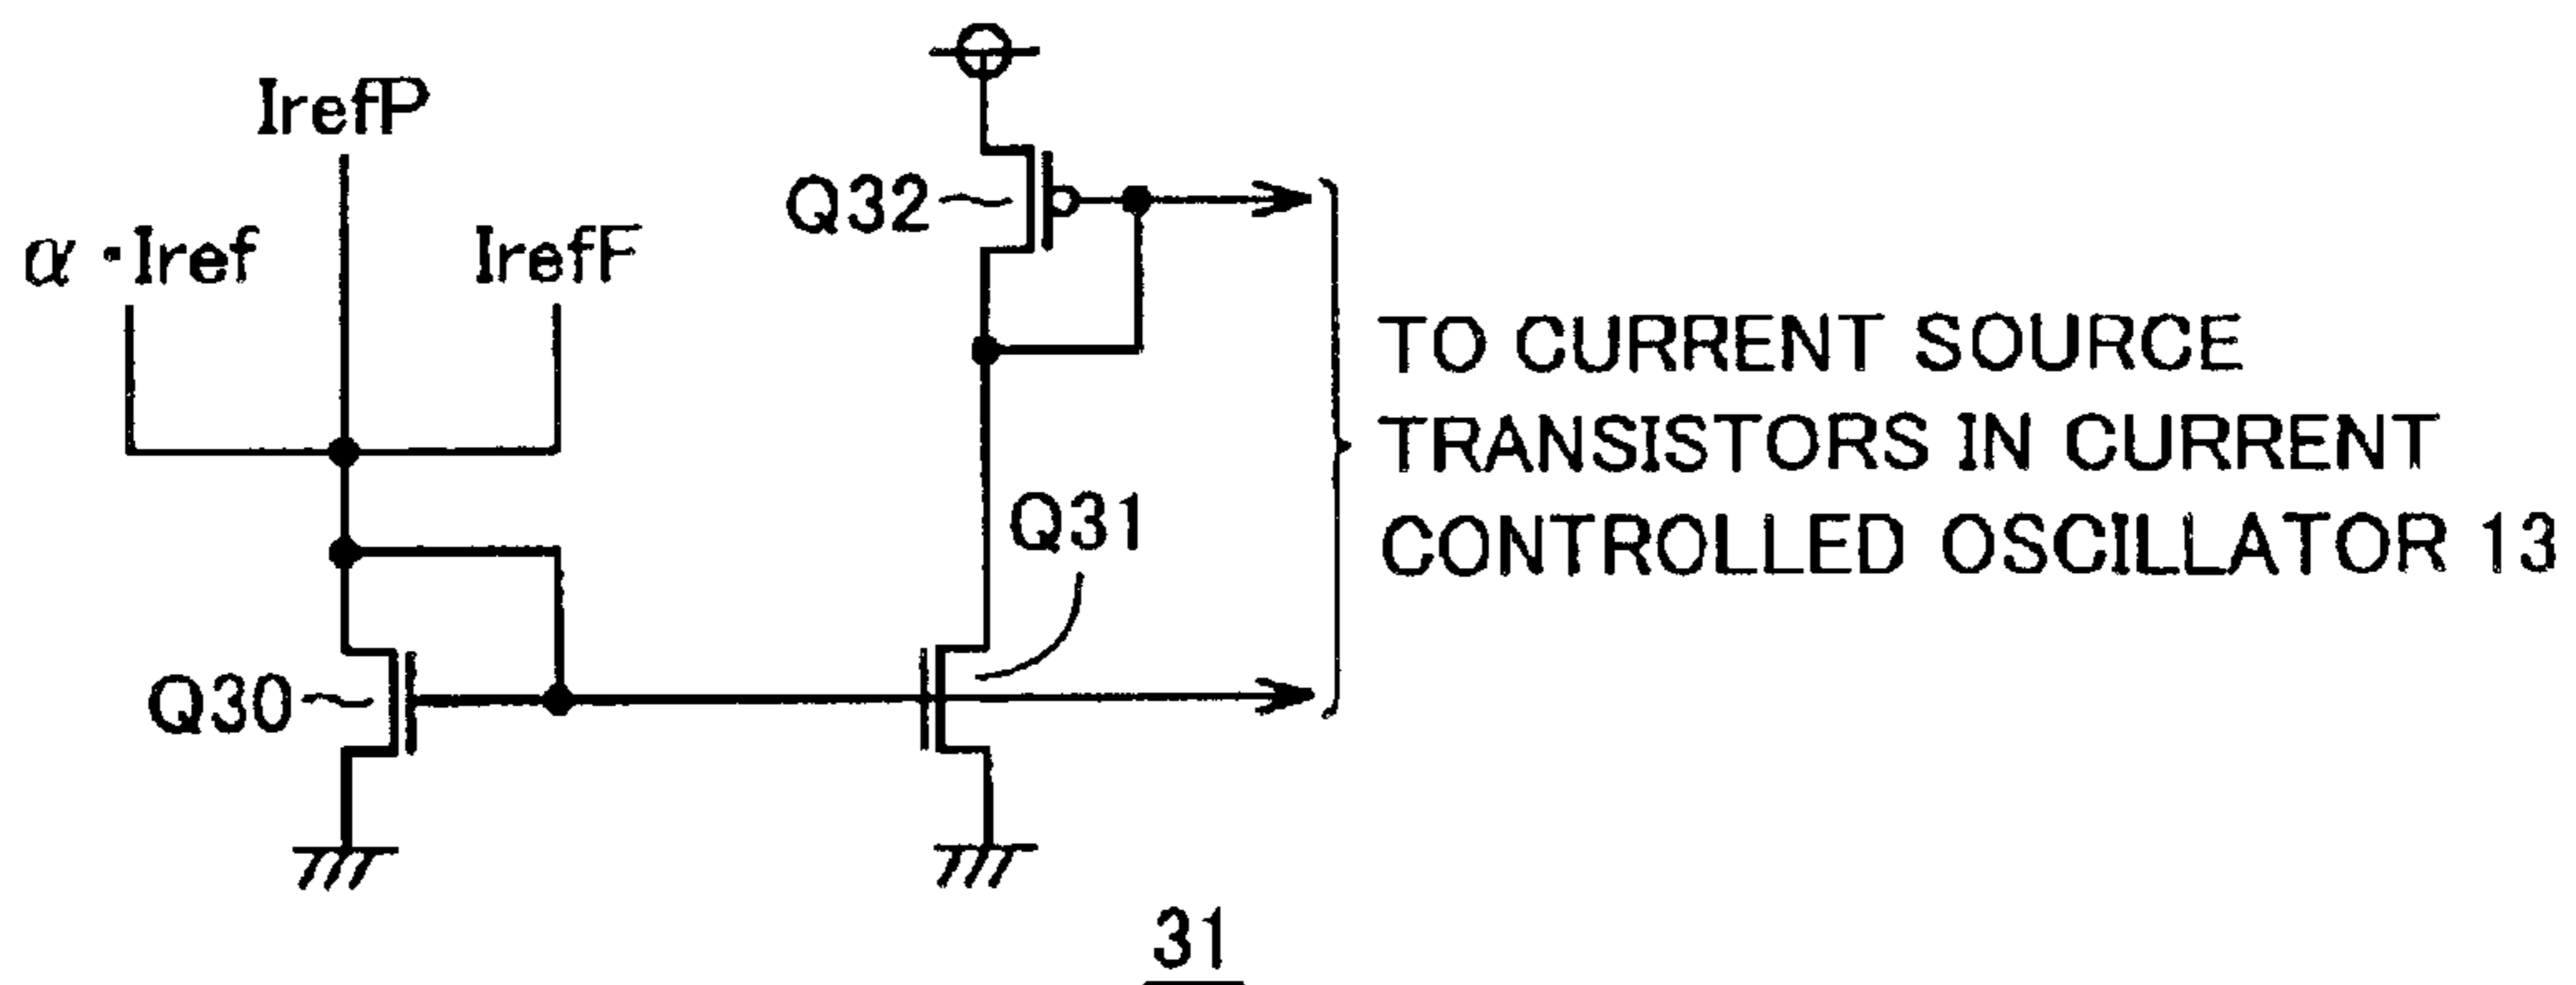 IrefP
α・Iref
IrefF
Q32
TO CURRENT SOURCE
TRANSISTORS IN CURRENT
CONTROLLED OSCILLATOR 13
Q31
Q30
31